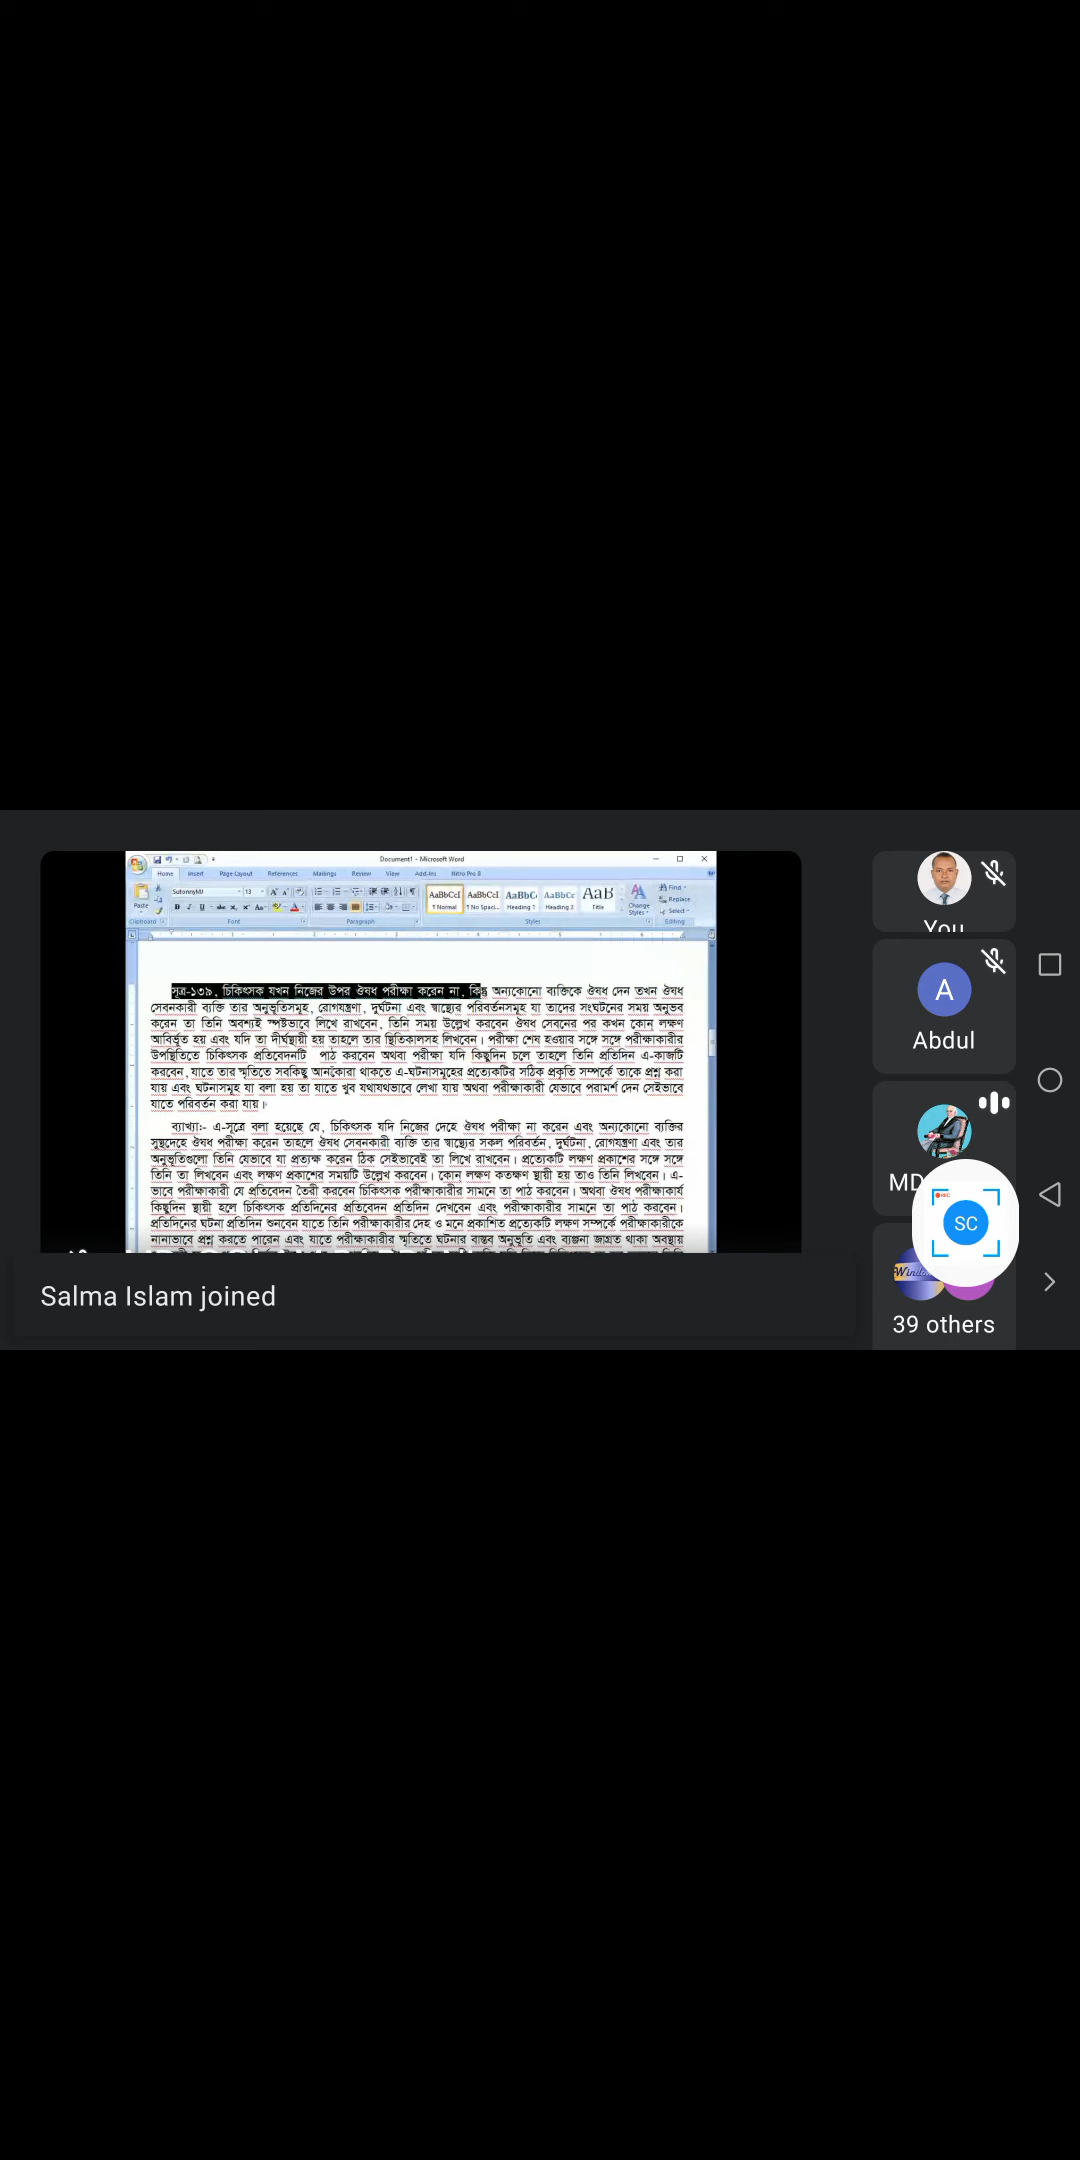 Document1 - Microsoft Word
Home Insert Page Layout References Mailings Review View Add-Ins Nitro Pro 8
Paste
SutonnyMJ 13
AaBbCcI AaBbCcI AaBbC AaBbCc AaB
¶ Normal ¶ No Spaci... Heading 1 Heading 2 Title
Change Styles
Find
Replace
Select
Clipboard Font Paragraph Styles Editing
সূত্র-১৩৯, চিকিৎসক যখন নিজের উপর ঔষধ পরীক্ষা করেন না, কিন্তু অন্যকোনো ব্যক্তিকে ঔষধ দেন তখন ঔষধ
সেবনকারী ব্যক্তি তার অনুভূতিসমূহ, রোগযন্ত্রণা, দুর্ঘটনা এবং স্বাস্থ্যের পরিবর্তনসমূহ যা তাদের সংঘটনের সময় অনুভব
করেন তা তিনি অবশ্যই স্পষ্টভাবে লিখে রাখবেন, তিনি সময় উল্লেখ করবেন ঔষধ সেবনের পর কখন কোন্ লক্ষণ
আবির্ভূত হয় এবং যদি তা দীর্ঘস্থায়ী হয় তাহলে তার স্থিতিকালসহ লিখবেন। পরীক্ষা শেষ হওয়ার সঙ্গে সঙ্গে পরীক্ষাকারীর
উপস্থিতিতে চিকিৎসক প্রতিবেদনটি পাঠ করবেন অথবা পরীক্ষা যদি কিছুদিন চলে তাহলে তিনি প্রতিদিন এ-কাজটি
করবেন, যাতে তার স্মৃতিতে সবকিছু আনকোরা থাকতে এ-ঘটনাসমূহের প্রত্যেকটির সঠিক প্রকৃতি সম্পর্কে তাকে প্রশ্ন করা
যায় এবং ঘটনাসমূহ যা বলা হয় তা যাতে খুব যথাযথভাবে লেখা যায় অথবা পরীক্ষাকারী যেভাবে পরামর্শ দেন সেইভাবে
যাতে পরিবর্তন করা যায়।
ব্যাখ্যা:- এ-সূত্রে বলা হয়েছে যে, চিকিৎসক যদি নিজের দেহে ঔষধ পরীক্ষা না করেন এবং অন্যকোনো ব্যক্তির
সুস্থদেহে ঔষধ পরীক্ষা করেন তাহলে ঔষধ সেবনকারী ব্যক্তি তার স্বাস্থ্যের সকল পরিবর্তন, দুর্ঘটনা, রোগযন্ত্রণা এবং তার
অনুভূতিগুলো তিনি যেভাবে যা প্রত্যক্ষ করেন ঠিক সেইভাবেই তা লিখে রাখবেন। প্রত্যেকটি লক্ষণ প্রকাশের সঙ্গে সঙ্গে
তিনি তা লিখবেন এবং লক্ষণ প্রকাশের সময়টি উল্লেখ করবেন। কোন্ লক্ষণ কতক্ষণ স্থায়ী হয় তাও তিনি লিখবেন। এ-
ভাবে পরীক্ষাকারী যে প্রতিবেদন তৈরী করবেন চিকিৎসক পরীক্ষাকারীর সামনে তা পাঠ করবেন। অথবা ঔষধ পরীক্ষাকার্য
কিছুদিন স্থায়ী হলে চিকিৎসক প্রতিদিনের প্রতিবেদন প্রতিদিন দেখবেন এবং পরীক্ষাকারীর সামনে তা পাঠ করবেন।
প্রতিদিনের ঘটনা প্রতিদিন শুনবেন যাতে তিনি পরীক্ষাকারীর দেহ ও মনে প্রকাশিত প্রত্যেকটি লক্ষণ সম্পর্কে পরীক্ষাকারীকে
নানাভাবে প্রশ্ন করতে পারেন এবং যাতে পরীক্ষাকারীর স্মৃতিতে ঘটনার বাস্তব অনুভূতি এবং ব্যঞ্জনা জাগ্রত থাকা অবস্থায়
Salma Islam joined
You
A
Abdul
MD
REC
SC
39 others